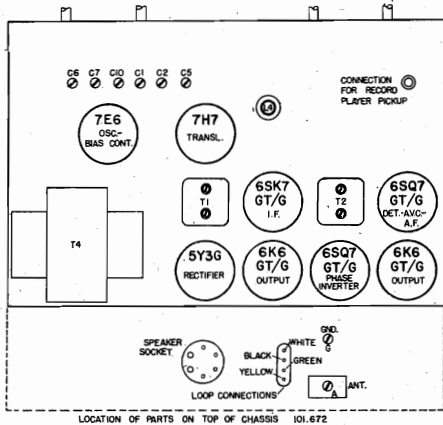 C6 C7 C10 C1 C2 C5
CONNECTION
FOR RECORD
PLAYER PICKUP
L4
7E6
OSC.-
BIAS CONT.
7H7
TRANSL.
T1
6SK7
GT/G
I.F.
T2
6SQ7
GT/G
DET.-A.V.C.-
A.F.
T4
5Y3G
RECTIFIER
6K6
GT/G
OUTPUT
6SQ7
GT/G
PHASE
INVERTER
6K6
GT/G
OUTPUT
SPEAKER
SOCKET
WHITE
BLACK
GREEN
YELLOW
LOOP CONNECTIONS
GND.
G
A
ANT.
LOCATION OF PARTS ON TOP OF CHASSIS 101.672